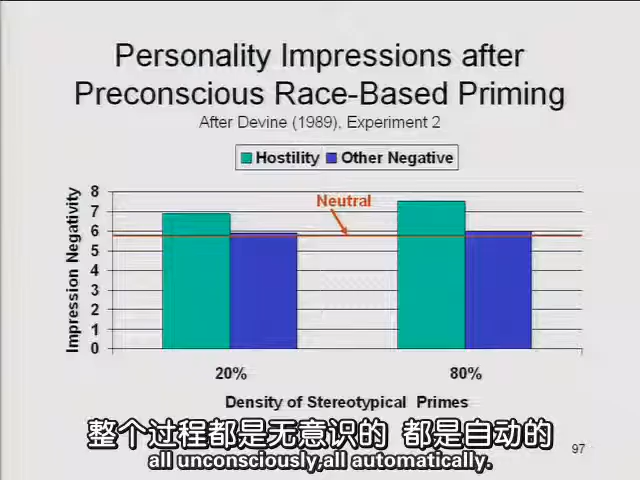 Personality Impressions after
Preconscious Race-Based Priming
After Devine (1989), Experiment 2
Hostility Other Negative
Impression Negativity
8
7
6
5
4
3
2
1
0
Neutral
20% 80%
Density of Stereotypical Primes
整个过程都是无意识的 都是自动的
all unconsciously,all automatically.
97